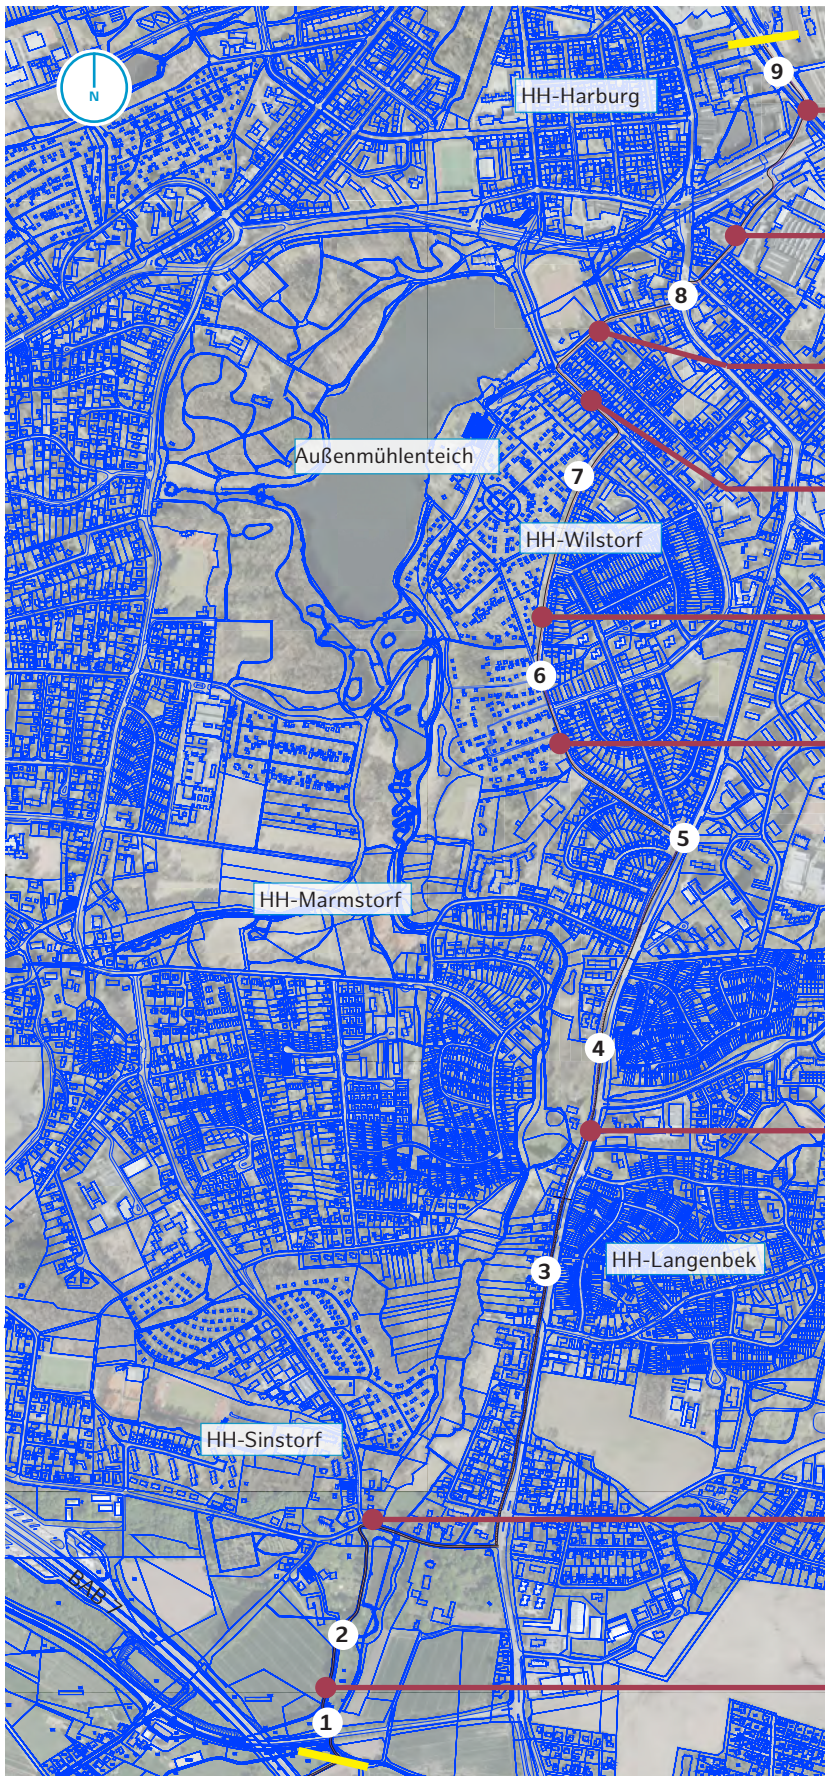 9
HH-Harburg
N
8
Außenmühlenteich
7
HH-Wilstorf
6
5
HH-Marmstorf
4
HH-Langenbek
3
HH-Sinstorf
BAB 7
2
1